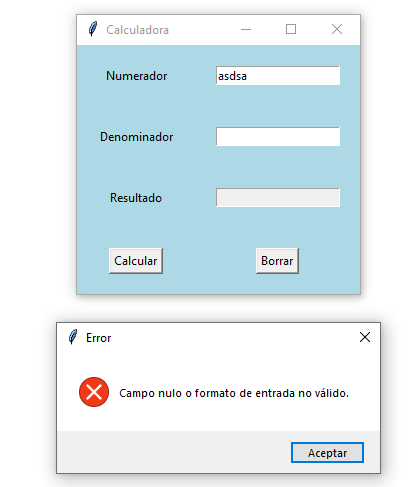 Calculadora
Numerador asdsa
Denominador
Resultado
Calcular Borrar
Error
Campo nulo o formato de entrada no válido.
Aceptar